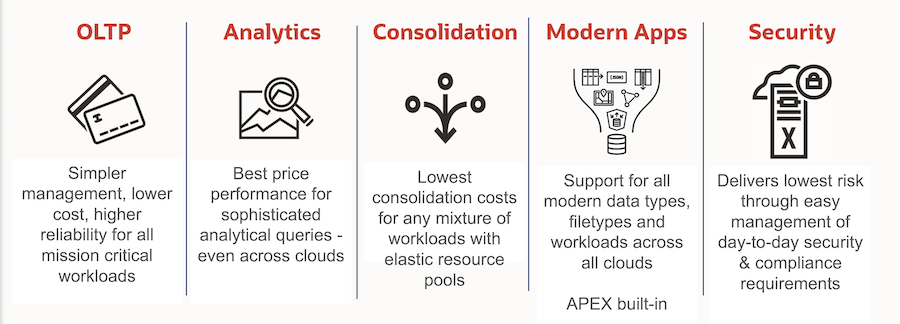 OLTP
Simpler
management, lower
cost, higher
reliability for all
mission critical
workloads
Analytics
Best price
performance for
sophisticated
analytical queries -
even across clouds
Consolidation
Lowest
consolidation costs
for any mixture of
workloads with
elastic resource
pools
Modern Apps
{JSON}
Support for all
modern data types,
filetypes and
workloads across
all clouds
APEX built-in
Security
X
Delivers lowest risk
through easy
management of
day-to-day security
& compliance
requirements